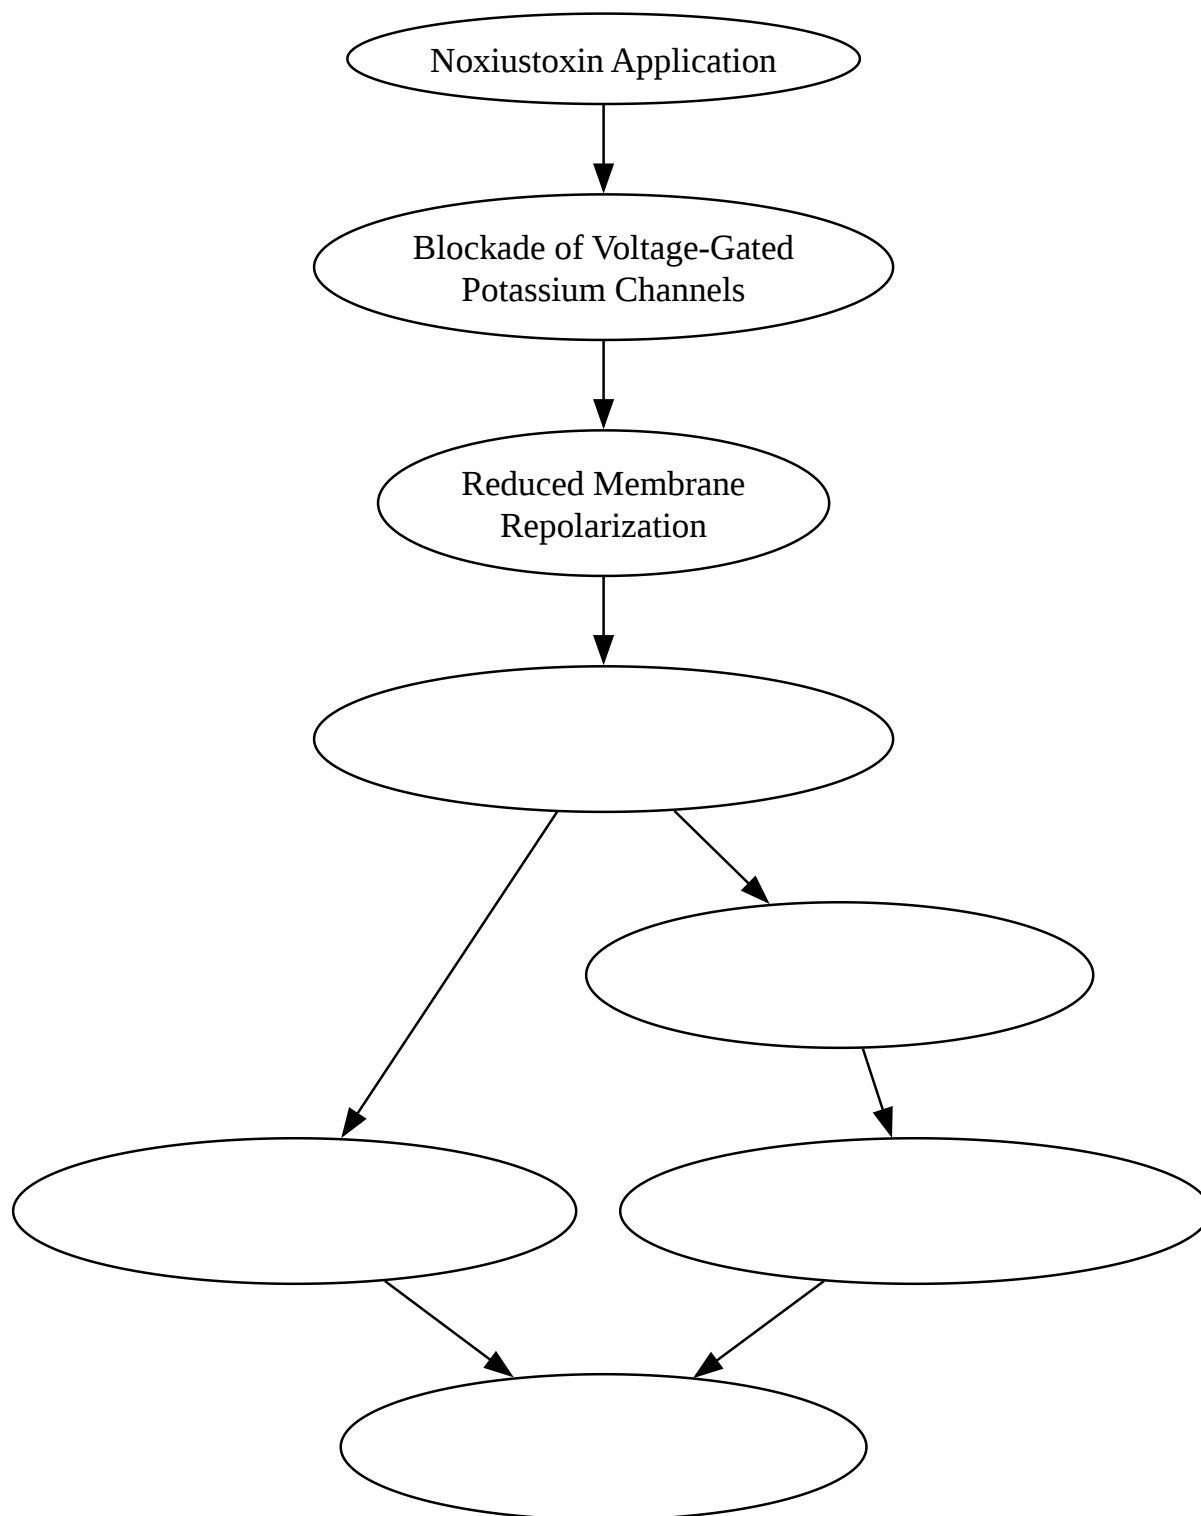 Noxiustoxin Application
Blockade of Voltage-Gated
Potassium Channels
Reduced Membrane
Repolarization